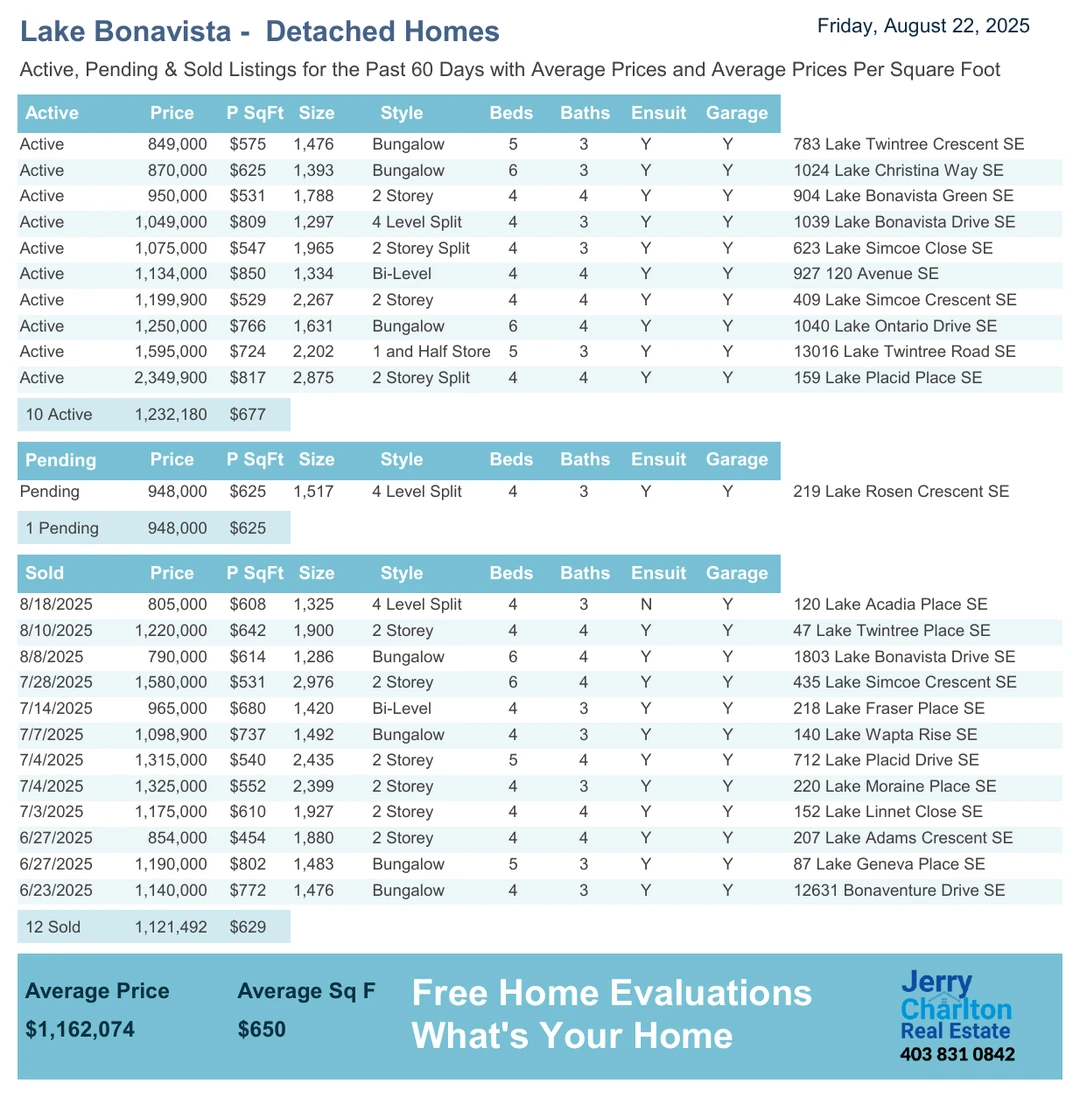 Lake Bonavista -  Detached Homes
Friday, August 22, 2025
Active, Pending & Sold Listings for the Past 60 Days with Average Prices and Average Prices Per Square Foot
Active Price P SqFt Size Style Beds Baths Ensuit Garage
Active 849,000 $575 1,476 Bungalow 5 3 Y Y 783 Lake Twintree Crescent SE
Active 870,000 $625 1,393 Bungalow 6 3 Y Y 1024 Lake Christina Way SE
Active 950,000 $531 1,788 2 Storey 4 4 Y Y 904 Lake Bonavista Green SE
Active 1,049,000 $809 1,297 4 Level Split 4 3 Y Y 1039 Lake Bonavista Drive SE
Active 1,075,000 $547 1,965 2 Storey Split 4 3 Y Y 623 Lake Simcoe Close SE
Active 1,134,000 $850 1,334 Bi-Level 4 4 Y Y 927 120 Avenue SE
Active 1,199,900 $529 2,267 2 Storey 4 4 Y Y 409 Lake Simcoe Crescent SE
Active 1,250,000 $766 1,631 Bungalow 6 4 Y Y 1040 Lake Ontario Drive SE
Active 1,595,000 $724 2,202 1 and Half Store 5 3 Y Y 13016 Lake Twintree Road SE
Active 2,349,900 $817 2,875 2 Storey Split 4 4 Y Y 159 Lake Placid Place SE
10 Active 1,232,180 $677
Pending Price P SqFt Size Style Beds Baths Ensuit Garage
Pending 948,000 $625 1,517 4 Level Split 4 3 Y Y 219 Lake Rosen Crescent SE
1 Pending 948,000 $625
Sold Price P SqFt Size Style Beds Baths Ensuit Garage
8/18/2025 805,000 $608 1,325 4 Level Split 4 3 N Y 120 Lake Acadia Place SE
8/10/2025 1,220,000 $642 1,900 2 Storey 4 4 Y Y 47 Lake Twintree Place SE
8/8/2025 790,000 $614 1,286 Bungalow 6 4 Y Y 1803 Lake Bonavista Drive SE
7/28/2025 1,580,000 $531 2,976 2 Storey 6 4 Y Y 435 Lake Simcoe Crescent SE
7/14/2025 965,000 $680 1,420 Bi-Level 4 3 Y Y 218 Lake Fraser Place SE
7/7/2025 1,098,900 $737 1,492 Bungalow 4 3 Y Y 140 Lake Wapta Rise SE
7/4/2025 1,315,000 $540 2,435 2 Storey 5 4 Y Y 712 Lake Placid Drive SE
7/4/2025 1,325,000 $552 2,399 2 Storey 4 3 Y Y 220 Lake Moraine Place SE
7/3/2025 1,175,000 $610 1,927 2 Storey 4 4 Y Y 152 Lake Linnet Close SE
6/27/2025 854,000 $454 1,880 2 Storey 4 4 Y Y 207 Lake Adams Crescent SE
6/27/2025 1,190,000 $802 1,483 Bungalow 5 3 Y Y 87 Lake Geneva Place SE
6/23/2025 1,140,000 $772 1,476 Bungalow 4 3 Y Y 12631 Bonaventure Drive SE
12 Sold 1,121,492 $629
Average Price Average Sq F
$1,162,074 $650
Free Home Evaluations
What's Your Home
Jerry
Charlton
Real Estate
403 831 0842